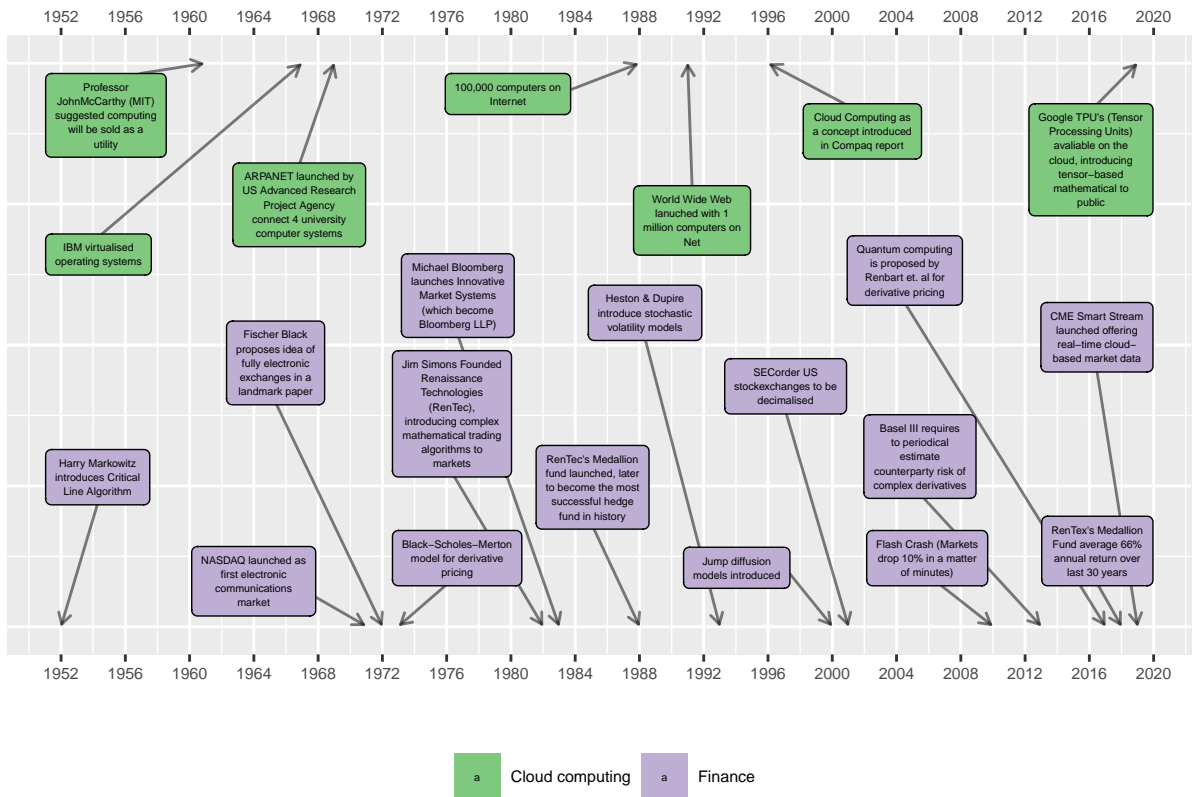 1952 1956 1960 1964 1968 1972 1976 1980 1984 1988 1992 1996 2000 2004 2008 2012 2016 2020
Professor
JohnMcCarthy (MIT)
suggested computing
will be sold as a
utility
100,000 computers on
Internet
Cloud Computing as
a concept introduced
in Compaq report
Google TPU's (Tensor
Processing Units)
avaliable on the
cloud, introducing
tensor–based
mathematical to
public
ARPANET launched by
US Advanced Research
Project Agency
connect 4 university
computer systems
World Wide Web
lanuched with 1
million computers on
Net
IBM virtualised
operating systems
Michael Bloomberg
launches Innovative
Market Systems
(which become
Bloomberg LLP)
Quantum computing
is proposed by
Renbart et. al for
derivative pricing
Heston & Dupire
introduce stochastic
volatility models
CME Smart Stream
launched offering
real–time cloud–
based market data
Fischer Black
proposes idea of
fully electronic
exchanges in a
landmark paper
Jim Simons Founded
Renaissance
Technologies
(RenTec),
introducing complex
mathematical trading
algorithms to
markets
SECorder US
stockexchanges to be
decimalised
Basel III requires
to periodical
estimate
counterparty risk of
complex derivatives
Harry Markowitz
introduces Critical
Line Algorithm
RenTec's Medallion
fund launched, later
to become the most
successful hedge
fund in history
NASDAQ launched as
first electronic
communications
market
Black–Scholes–Merton
model for derivative
pricing
Jump diffusion
models introduced
Flash Crash (Markets
drop 10% in a matter
of minutes)
RenTex's Medallion
Fund average 66%
annual return over
last 30 years
1952 1956 1960 1964 1968 1972 1976 1980 1984 1988 1992 1996 2000 2004 2008 2012 2016 2020
a Cloud computing a Finance